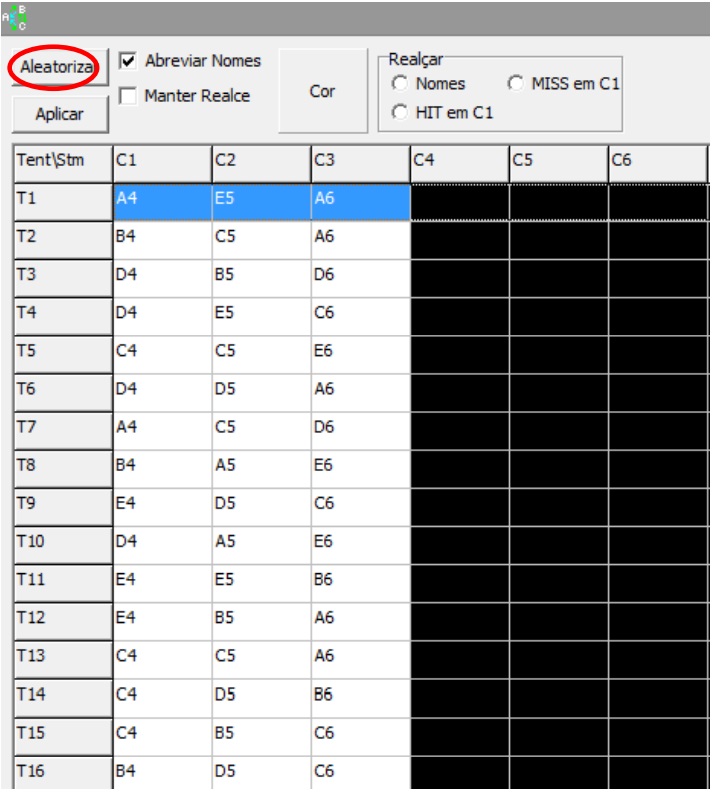 A B C
Aleatoriza
Abreviar Nomes
Manter Realce
Aplicar
Cor
Realçar
Nomes MISS em C1
HIT em C1
Tent\Stm C1 C2 C3 C4 C5 C6
T1 A4 E5 A6
T2 B4 C5 A6
T3 D4 B5 D6
T4 D4 E5 C6
T5 C4 C5 E6
T6 D4 D5 A6
T7 A4 C5 D6
T8 B4 A5 E6
T9 E4 D5 C6
T10 D4 A5 E6
T11 E4 E5 B6
T12 E4 B5 A6
T13 C4 C5 A6
T14 C4 D5 B6
T15 C4 B5 C6
T16 B4 D5 C6